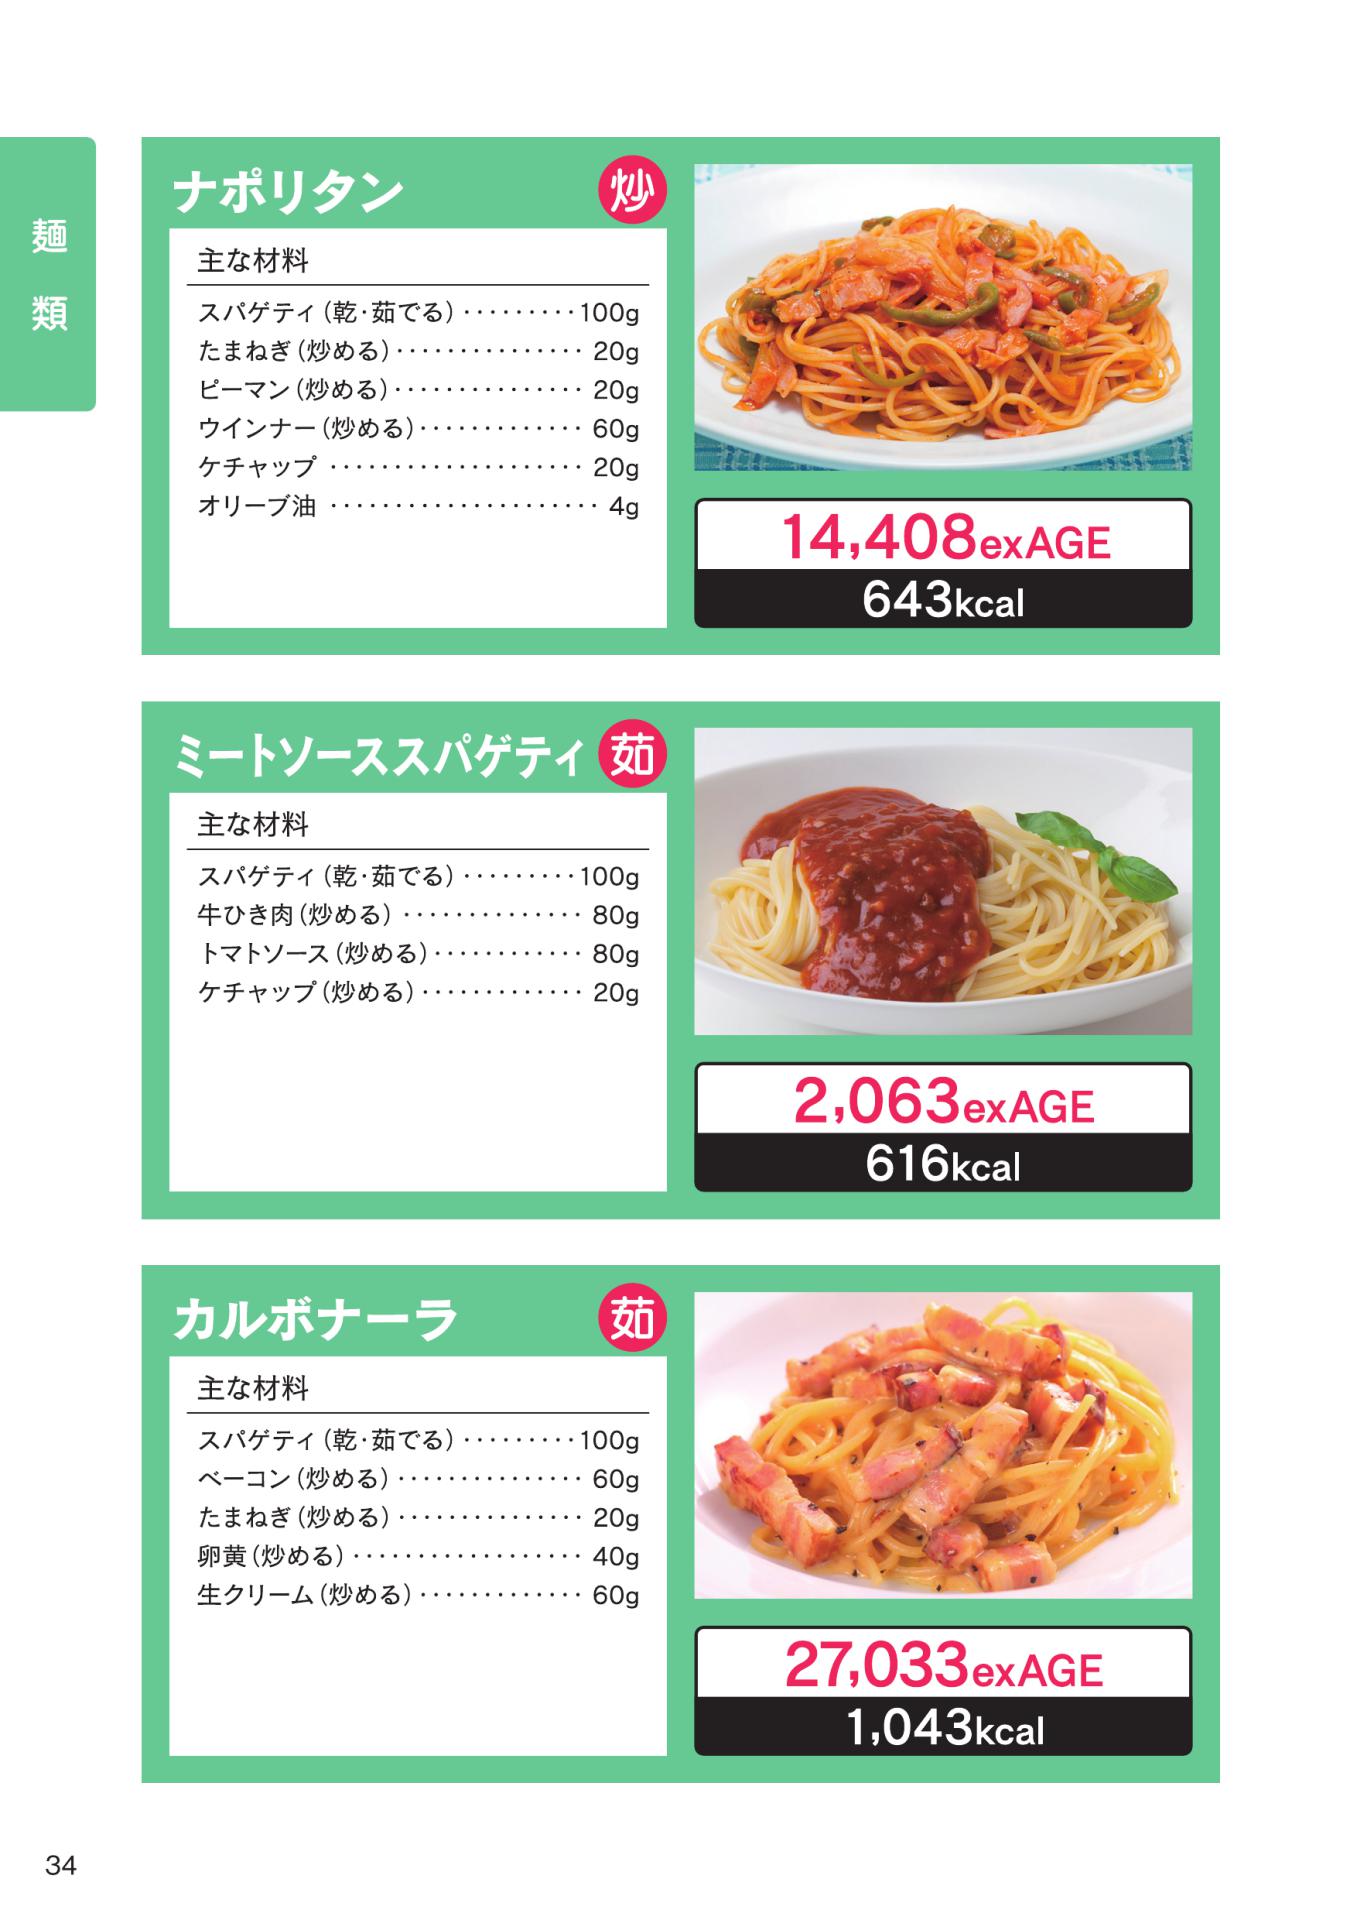 麺類
ナポリタン 炒
主な材料
スパゲティ（乾・茹でる）・・・・・・・・・100g
たまねぎ（炒める）・・・・・・・・・・・・・・・ 20g
ピーマン（炒める）・・・・・・・・・・・・・・・ 20g
ウインナー（炒める）・・・・・・・・・・・・・ 60g
ケチャップ ・・・・・・・・・・・・・・・・・・・・ 20g
オリーブ油 ・・・・・・・・・・・・・・・・・・・・・ 4g
14,408exAGE
643kcal
ミートソーススパゲティ 茹
主な材料
スパゲティ（乾・茹でる）・・・・・・・・・100g
牛ひき肉（炒める）・・・・・・・・・・・・・・ 80g
トマトソース（炒める）・・・・・・・・・・・・ 80g
ケチャップ（炒める）・・・・・・・・・・・・・ 20g
2,063exAGE
616kcal
カルボナーラ 茹
主な材料
スパゲティ（乾・茹でる）・・・・・・・・・100g
ベーコン（炒める）・・・・・・・・・・・・・・・ 60g
たまねぎ（炒める）・・・・・・・・・・・・・・・ 20g
卵黄（炒める）・・・・・・・・・・・・・・・・・・ 40g
生クリーム（炒める）・・・・・・・・・・・・・ 60g
27,033exAGE
1,043kcal
34